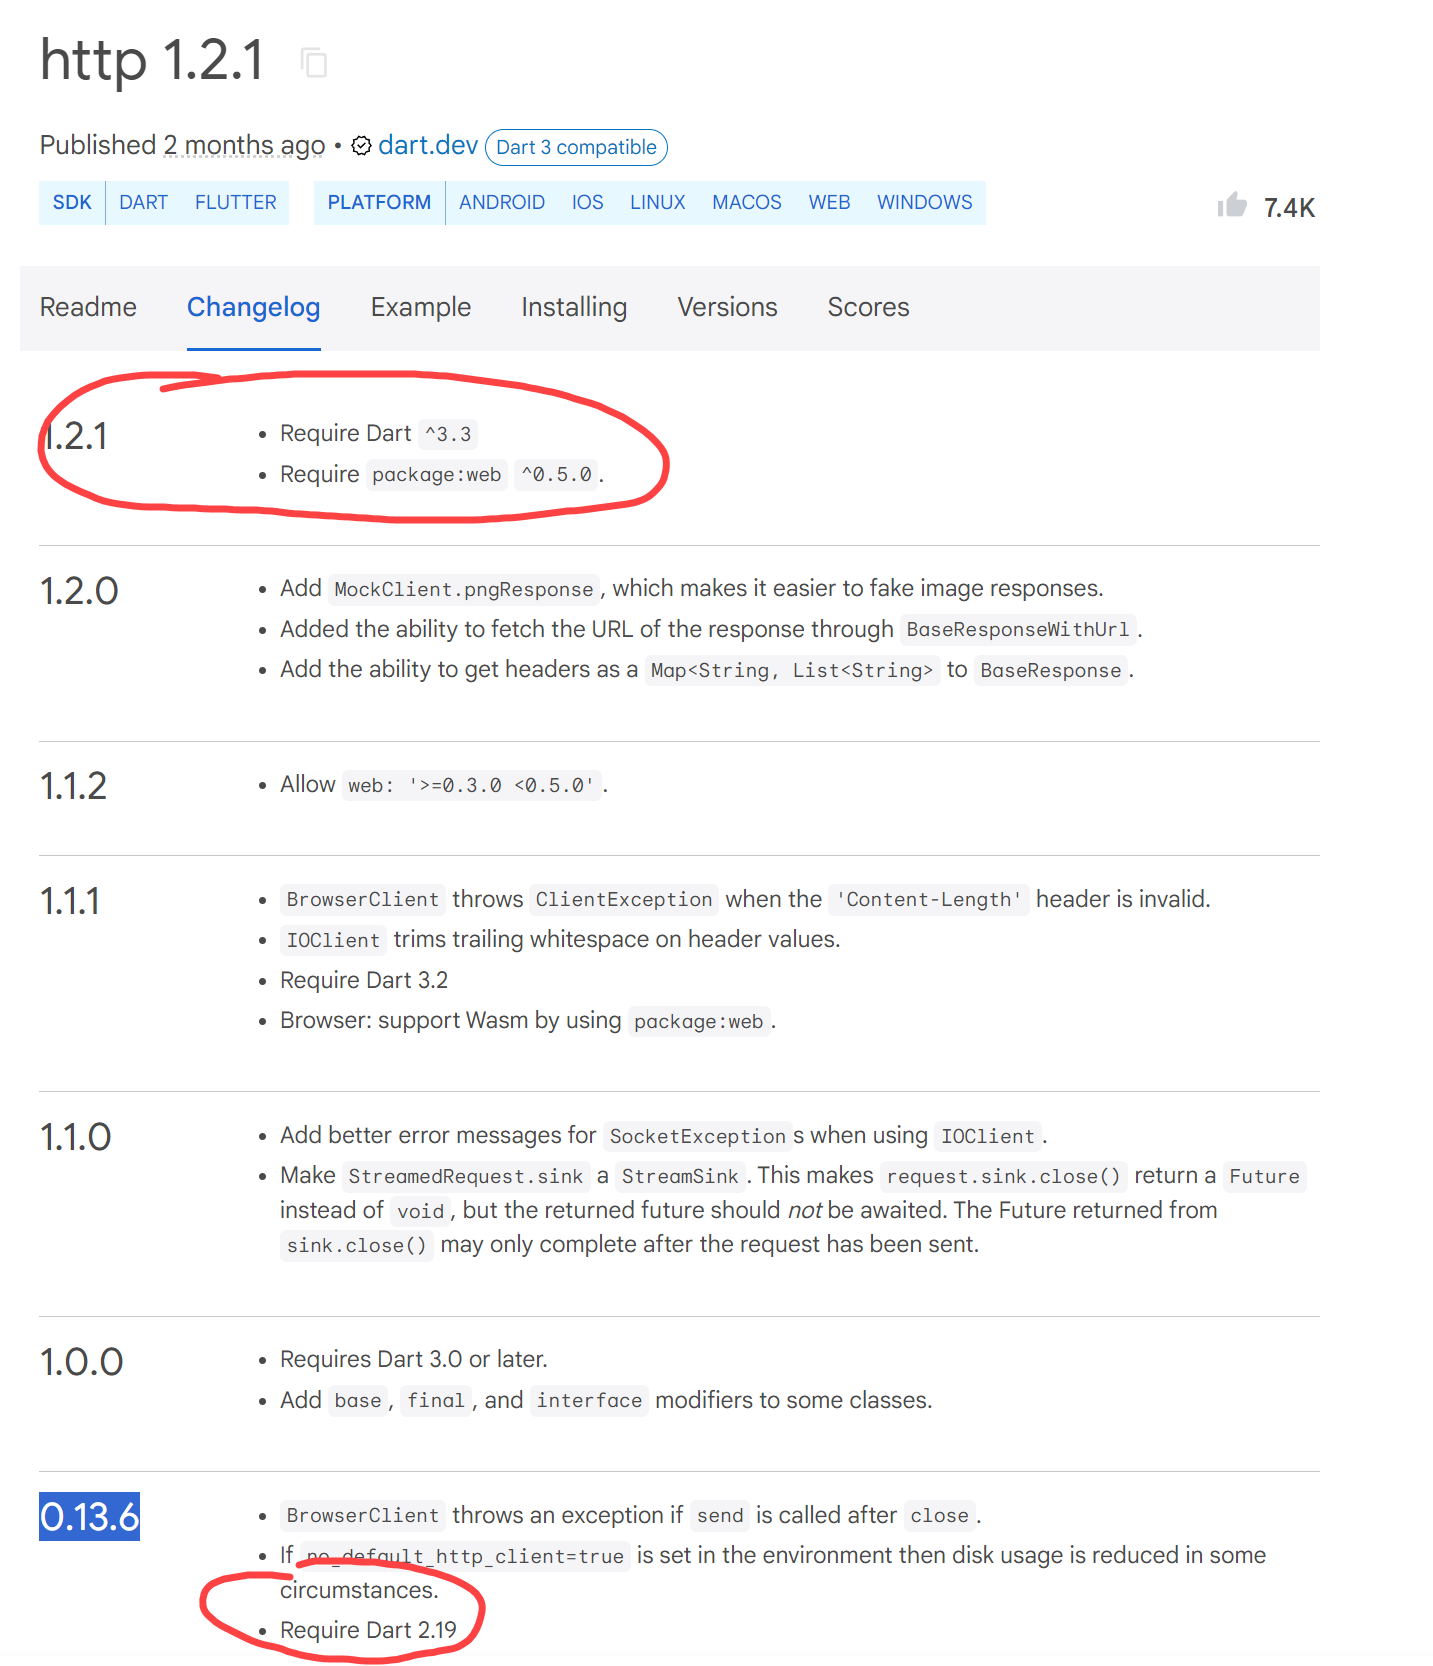 http 1.2.1
Published 2 months ago • dart.dev Dart 3 compatible
SDK DART FLUTTER PLATFORM ANDROID IOS LINUX MACOS WEB WINDOWS 7.4K
Readme Changelog Example Installing Versions Scores
1.2.1
• Require Dart ^3.3
• Require package:web ^0.5.0.
1.2.0
• Add MockClient.pngResponse, which makes it easier to fake image responses.
• Added the ability to fetch the URL of the response through BaseResponseWithUrl.
• Add the ability to get headers as a Map<String, List<String> to BaseResponse.
1.1.2
• Allow web: '>=0.3.0 <0.5.0'.
1.1.1
• BrowserClient throws ClientException when the 'Content-Length' header is invalid.
• IOClient trims trailing whitespace on header values.
• Require Dart 3.2
• Browser: support Wasm by using package:web.
1.1.0
• Add better error messages for SocketExceptions when using IOClient.
• Make StreamedRequest.sink a StreamSink. This makes request.sink.close() return a Future
instead of void, but the returned future should not be awaited. The Future returned from
sink.close() may only complete after the request has been sent.
1.0.0
• Requires Dart 3.0 or later.
• Add base, final, and interface modifiers to some classes.
0.13.6
• BrowserClient throws an exception if send is called after close.
• If no_default_http_client=true is set in the environment then disk usage is reduced in some
circumstances.
• Require Dart 2.19